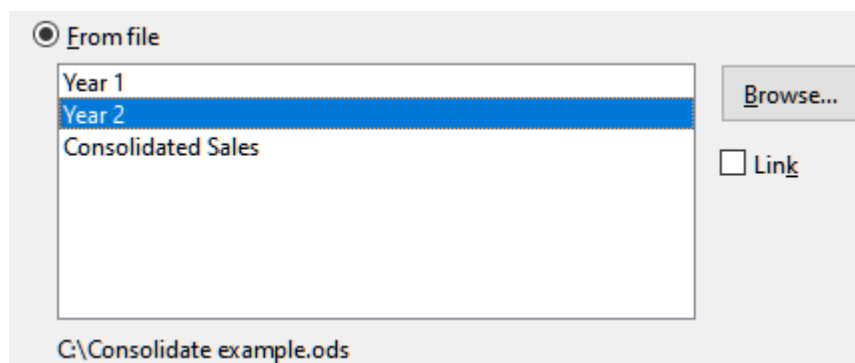 From file
Year 1
Year 2
Consolidated Sales
Browse...
Link
C:\Consolidate example.ods